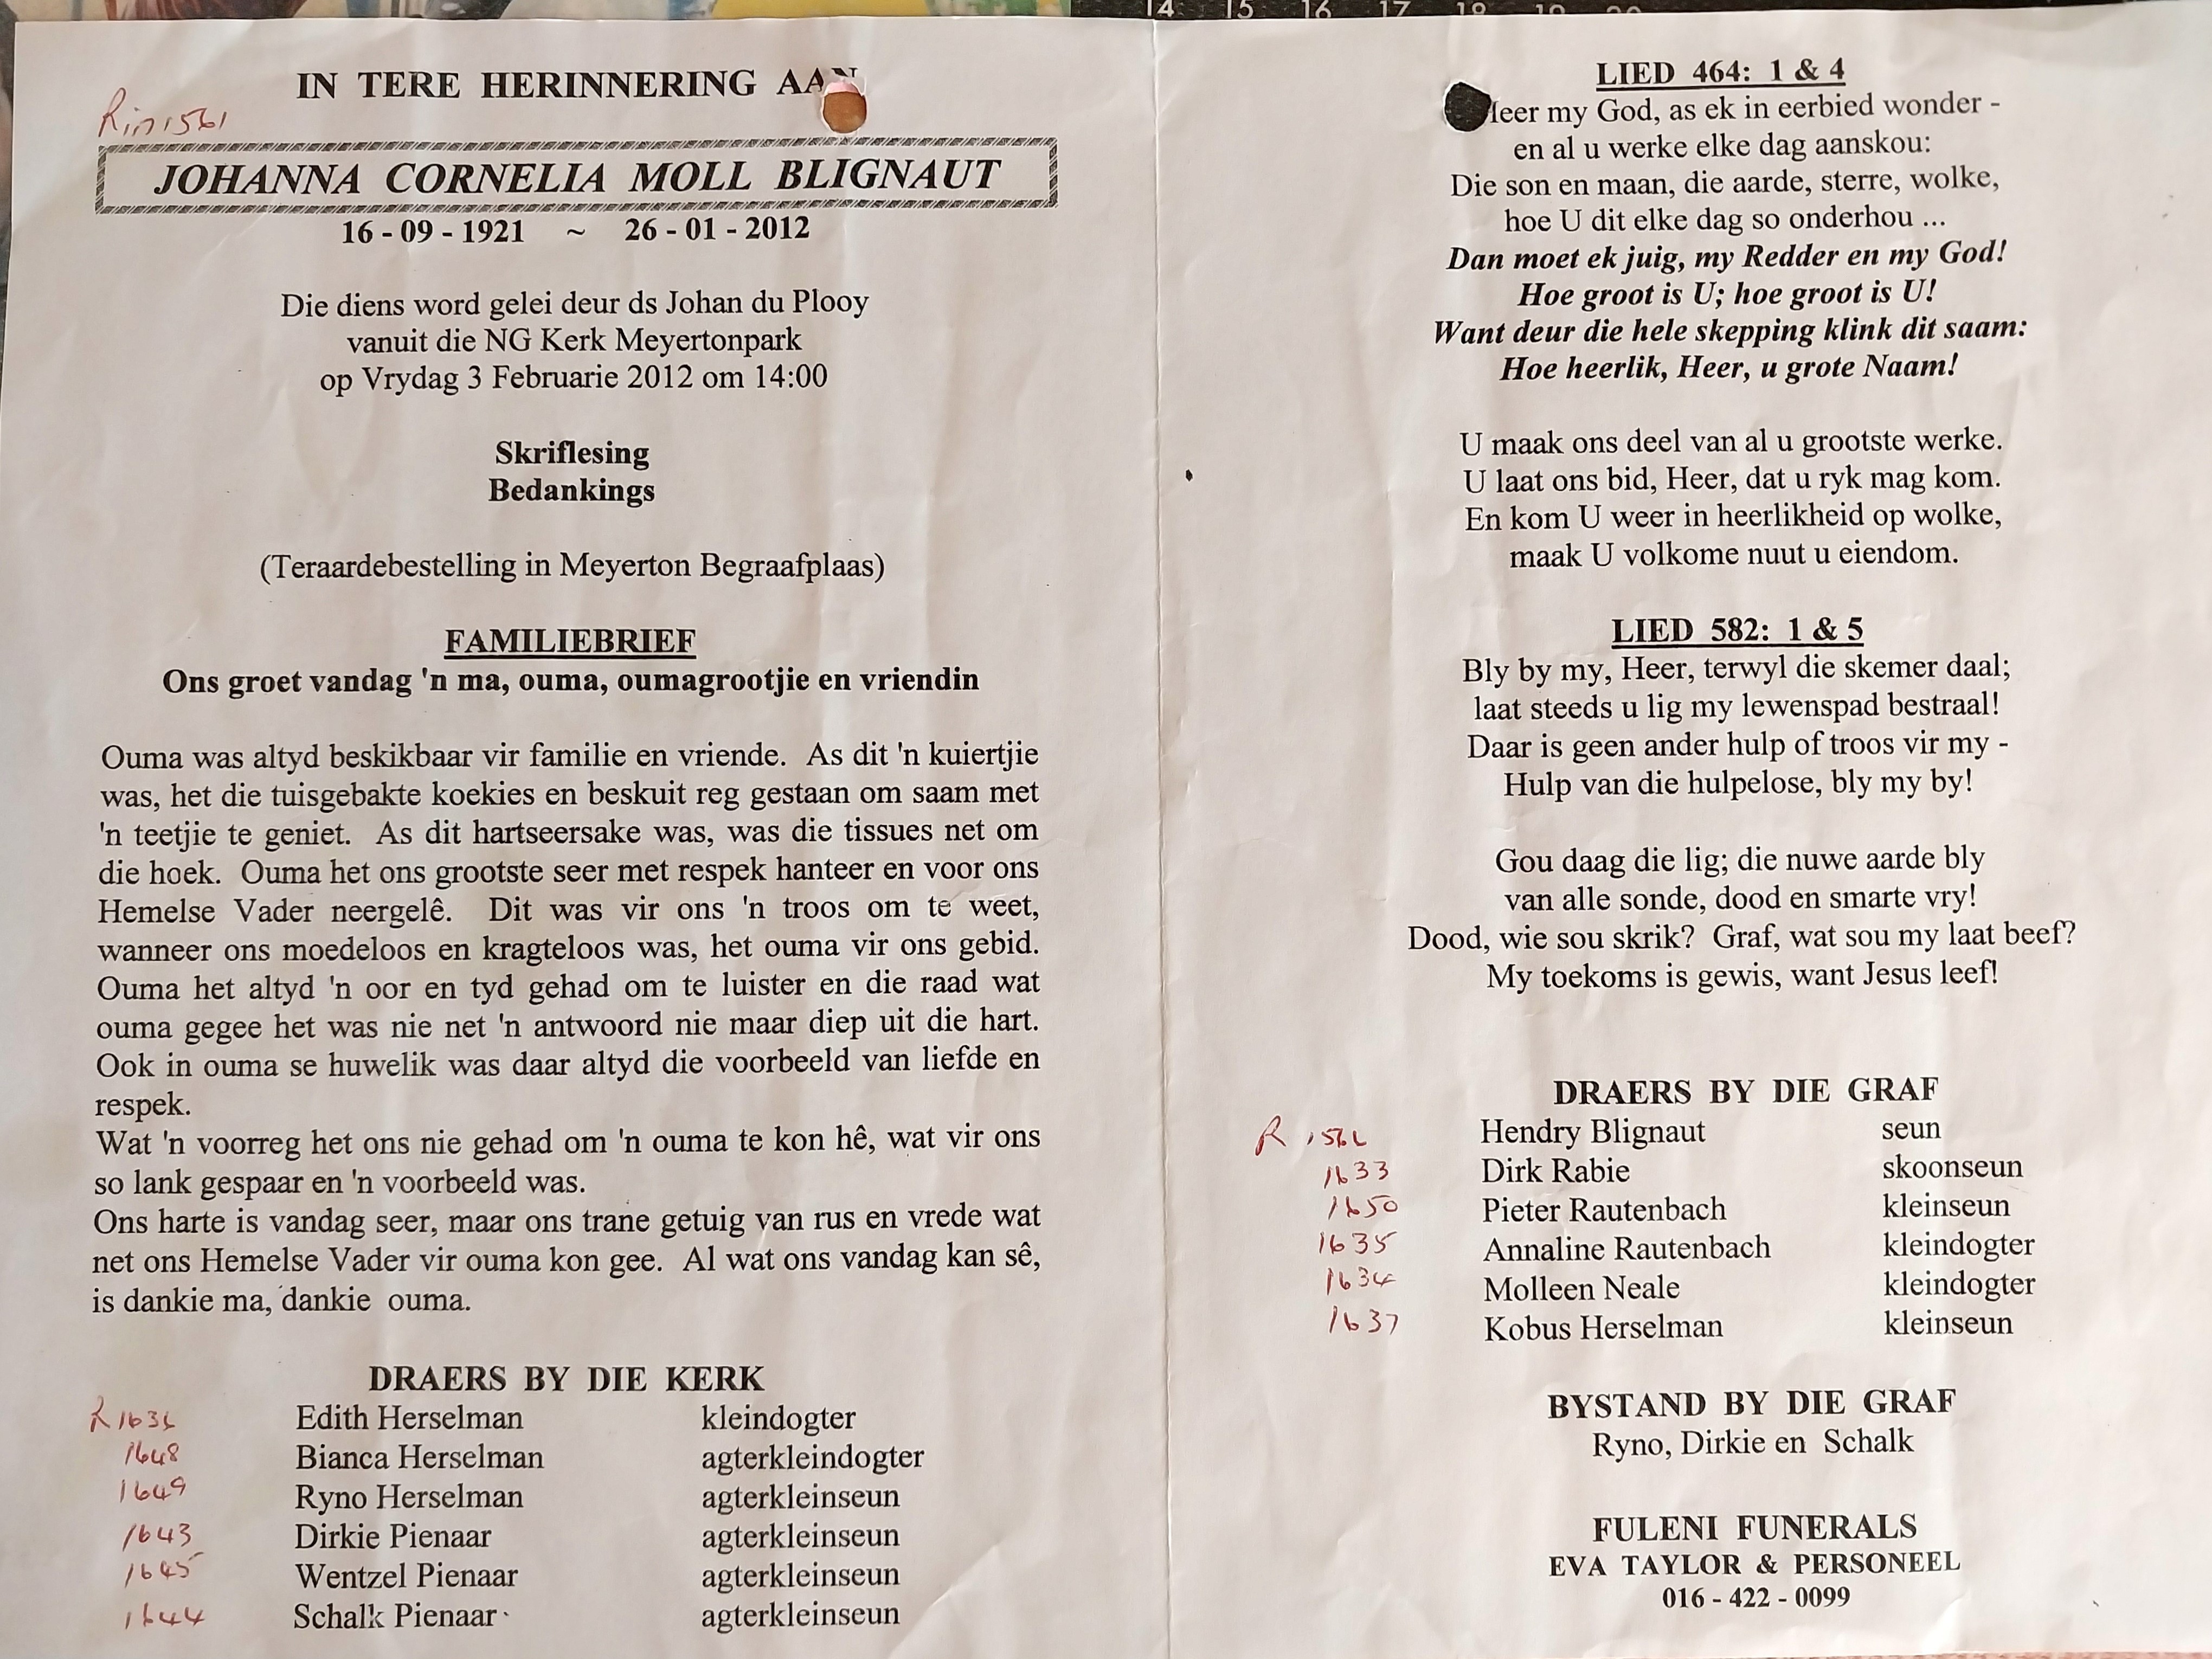 14 15 16 17 18 19 20
IN TERE HERINNERING AAN
Rin 1561
JOHANNA CORNELIA MOLL BLIGNAUT
16 - 09 - 1921 ~ 26 - 01 - 2012
Die diens word gelei deur ds Johan du Plooy
vanuit die NG Kerk Meyertonpark
op Vrydag 3 Februarie 2012 om 14:00
Skriflesing
Bedankings
(Teraardebestelling in Meyerton Begraafplaas)
FAMILIEBRIEF
Ons groet vandag 'n ma, ouma, oumagrootjie en vriendin
Ouma was altyd beskikbaar vir familie en vriende. As dit 'n kuiertjie
was, het die tuisgebakte koekies en beskuit reg gestaan om saam met
'n teetjie te geniet. As dit hartseersake was, was die tissues net om
die hoek. Ouma het ons grootste seer met respek hanteer en voor ons
Hemelse Vader neergelê. Dit was vir ons 'n troos om te weet,
wanneer ons moedeloos en kragteloos was, het ouma vir ons gebid.
Ouma het altyd 'n oor en tyd gehad om te luister en die raad wat
ouma gegee het was nie net 'n antwoord nie maar diep uit die hart.
Ook in ouma se huwelik was daar altyd die voorbeeld van liefde en
respek.
Wat 'n voorreg het ons nie gehad om 'n ouma te kon hê, wat vir ons
so lank gespaar en 'n voorbeeld was.
Ons harte is vandag seer, maar ons trane getuig van rus en vrede wat
net ons Hemelse Vader vir ouma kon gee. Al wat ons vandag kan sê,
is dankie ma, dankie ouma.
DRAERS BY DIE KERK
R 1636 Edith Herselman kleindogter
1648 Bianca Herselman agterkleindogter
1649 Ryno Herselman agterkleinseun
1643 Dirkie Pienaar agterkleinseun
1645 Wentzel Pienaar agterkleinseun
1644 Schalk Pienaar agterkleinseun
LIED 464: 1 & 4
Heer my God, as ek in eerbied wonder -
en al u werke elke dag aanskou:
Die son en maan, die aarde, sterre, wolke,
hoe U dit elke dag so onderhou ...
Dan moet ek juig, my Redder en my God!
Hoe groot is U; hoe groot is U!
Want deur die hele skepping klink dit saam:
Hoe heerlik, Heer, u grote Naam!
U maak ons deel van al u grootste werke.
U laat ons bid, Heer, dat u ryk mag kom.
En kom U weer in heerlikheid op wolke,
maak U volkome nuut u eiendom.
LIED 582: 1 & 5
Bly by my, Heer, terwyl die skemer daal;
laat steeds u lig my lewenspad bestraal!
Daar is geen ander hulp of troos vir my -
Hulp van die hulpelose, bly my by!
Gou daag die lig; die nuwe aarde bly
van alle sonde, dood en smarte vry!
Dood, wie sou skrik? Graf, wat sou my laat beef?
My toekoms is gewis, want Jesus leef!
DRAERS BY DIE GRAF
R Hendry Blignaut seun
1633 Dirk Rabie skoonseun
1650 Pieter Rautenbach kleinseun
1635 Annaline Rautenbach kleindogter
1634 Molleen Neale kleindogter
1637 Kobus Herselman kleinseun
BYSTAND BY DIE GRAF
Ryno, Dirkie en Schalk
FULENI FUNERALS
EVA TAYLOR & PERSONEEL
016 - 422 - 0099